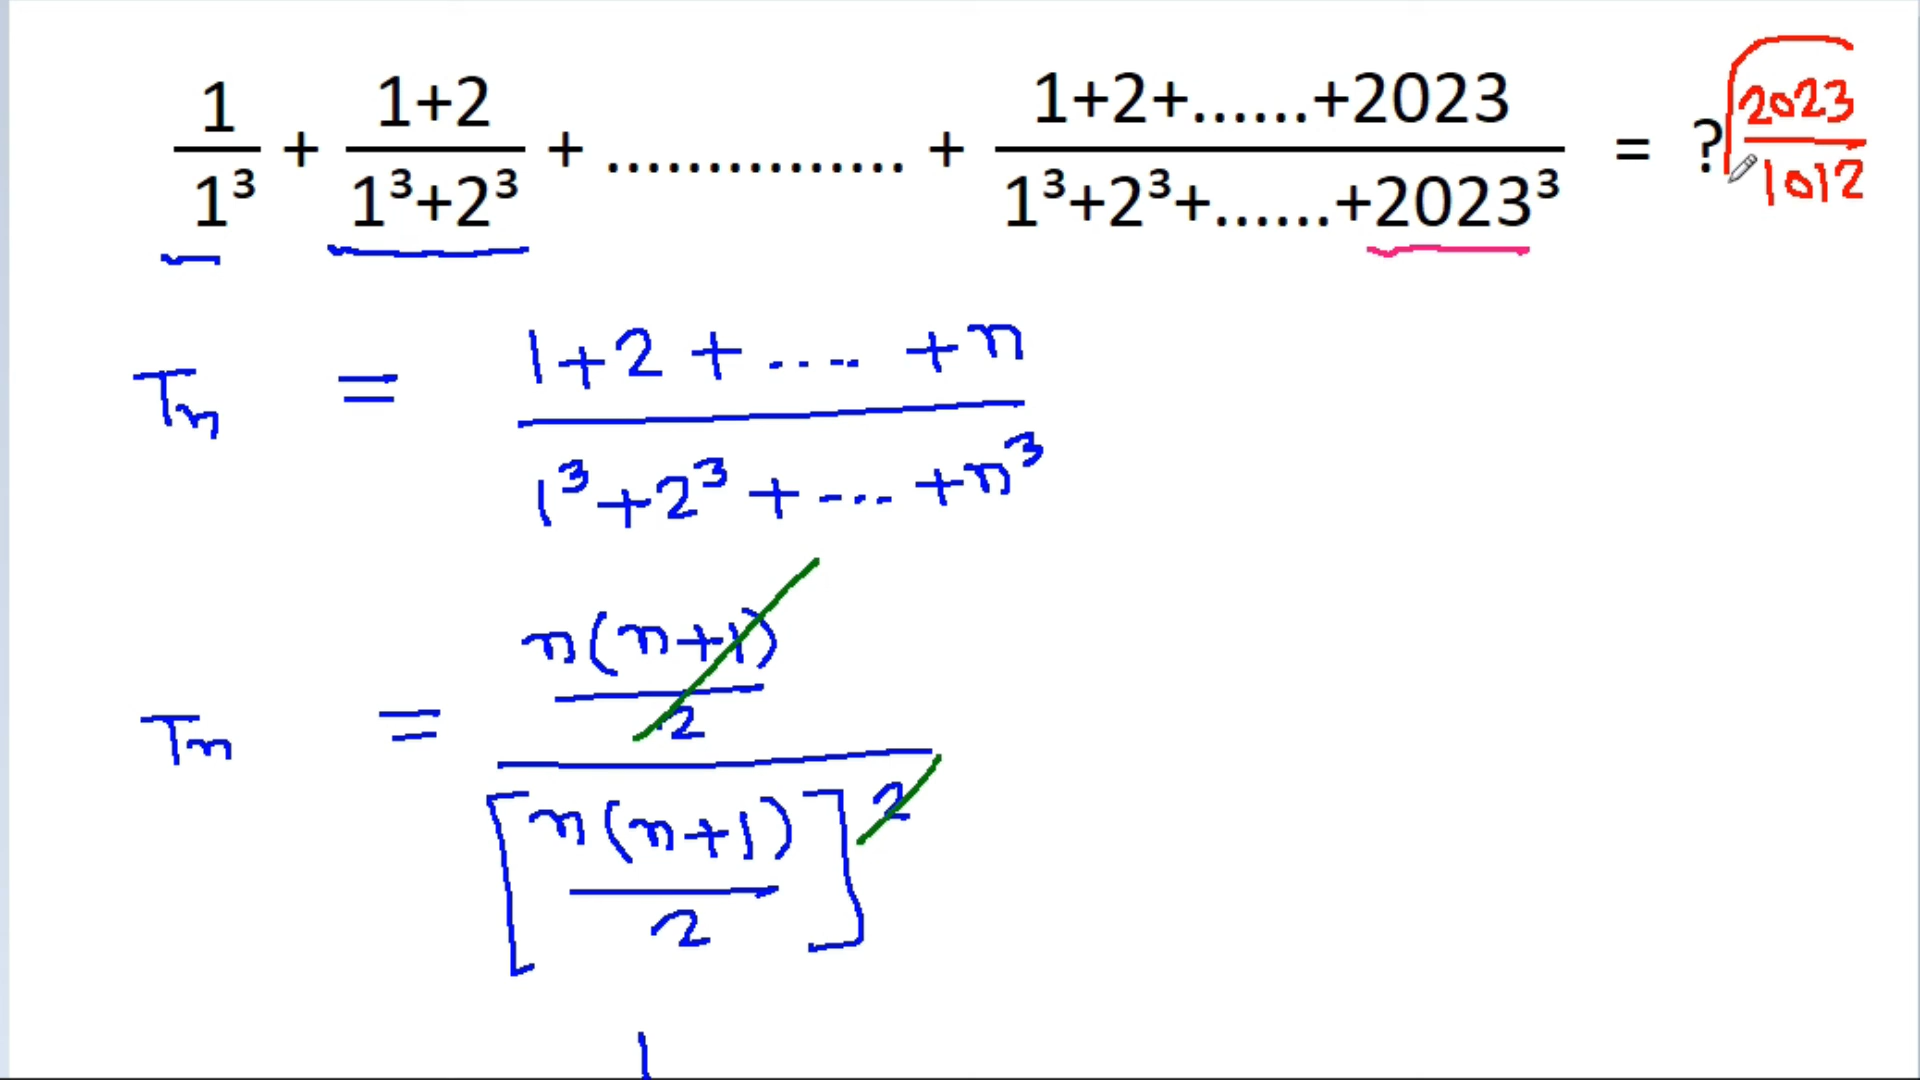 1/1³ + (1+2)/(1³+2³) + ............... + (1+2+......+2023)/(1³+2³+......+2023³) = ? 2023/1012
Tn = (1+2+....+n)/(1³+2³+....+n³)
Tn = (n(n+1)/2)/[n(n+1)/2]²
1